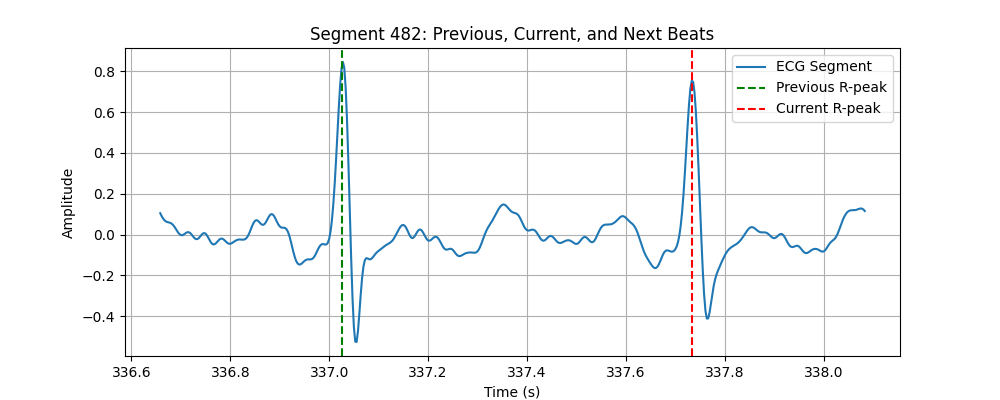 Segment 482: Previous, Current, and Next Beats
ECG Segment
Previous R-peak
Current R-peak
Amplitude
0.8
0.6
0.4
0.2
0.0
−0.2
−0.4
336.6 336.8 337.0 337.2 337.4 337.6 337.8 338.0
Time (s)